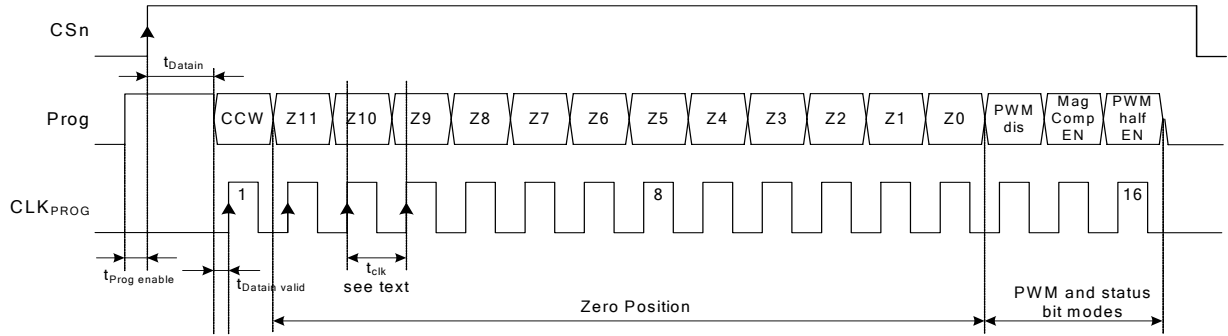 CSn
tDatain
Prog
CCW Z11 Z10 Z9 Z8 Z7 Z6 Z5 Z4 Z3 Z2 Z1 Z0
PWM
dis
Mag
Comp
EN
PWM
half
EN
CLKPROG
1 8 16
tProg enable
tDatain valid
tclk
see text
Zero Position
PWM and status
bit modes